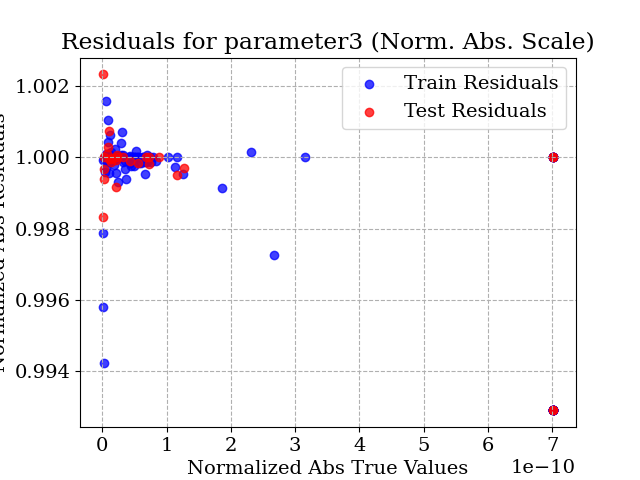 Residuals for parameter3 (Norm. Abs. Scale)
Train Residuals
Test Residuals
1.002
1.000
0.998
0.996
0.994
Normalized Abs Residuals
0 1 2 3 4 5 6 7
1e−10
Normalized Abs True Values